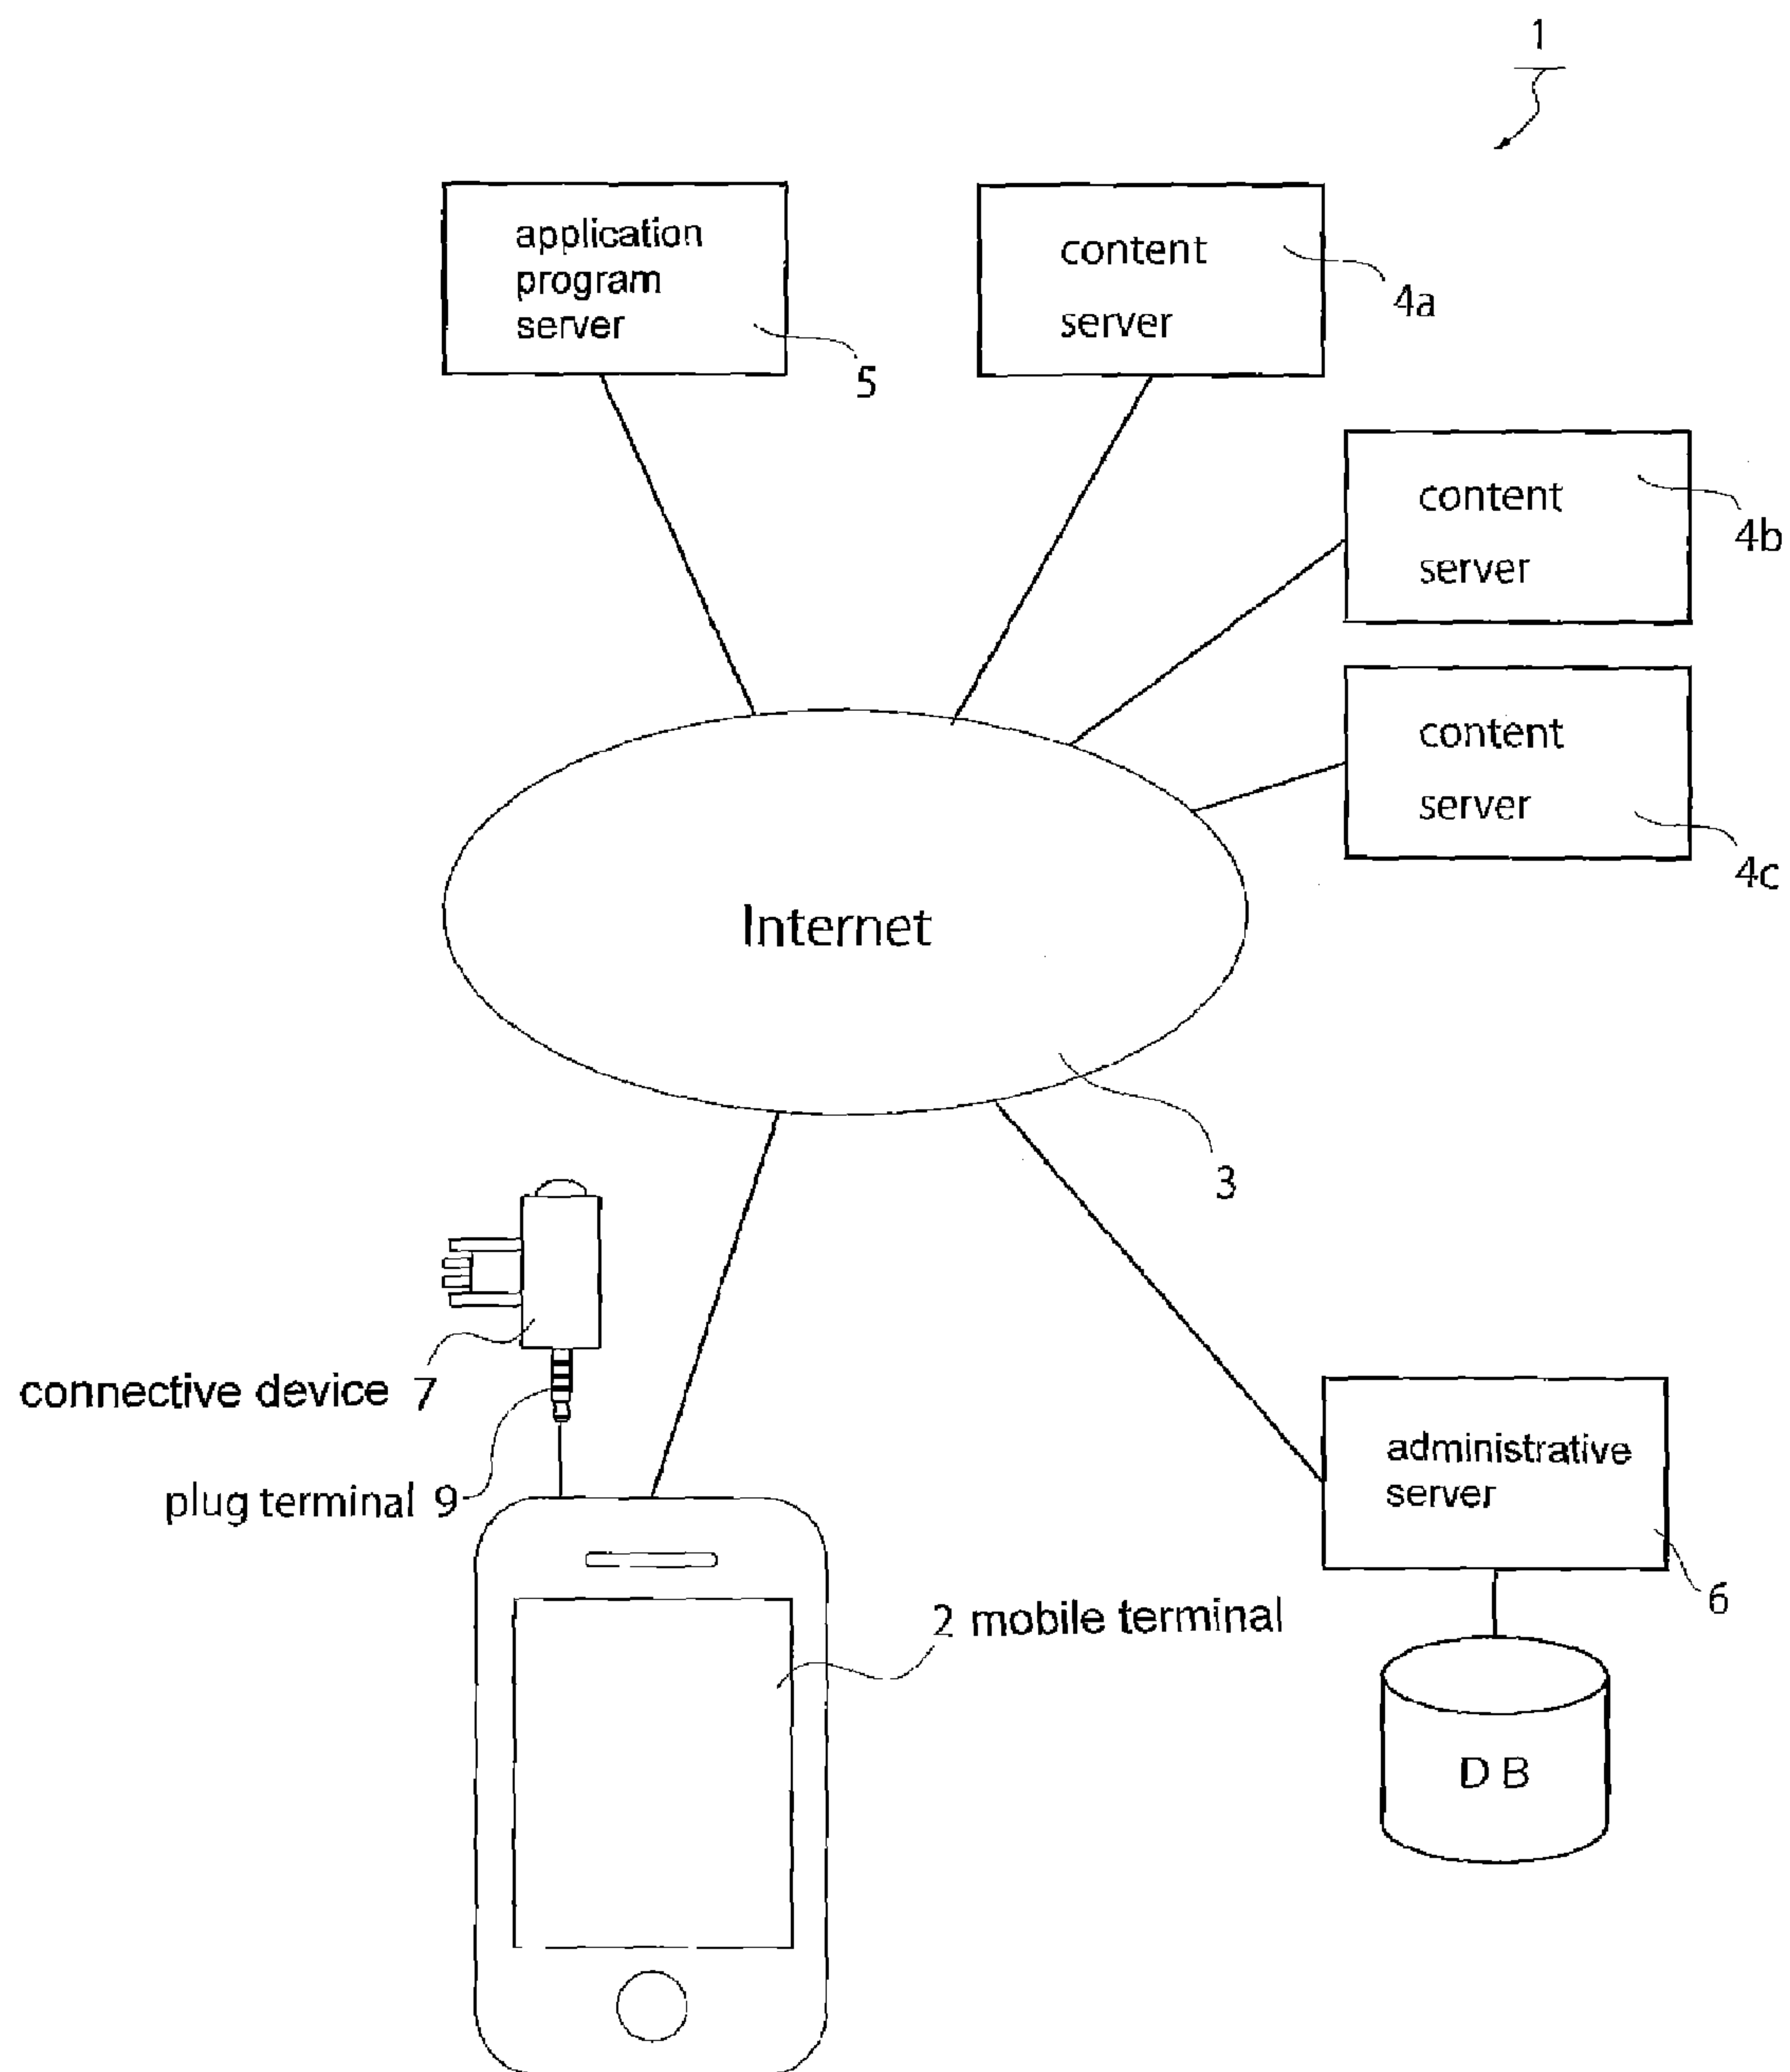 1
application
program
server
5
content
server
4a
content
server
4b
content
server
4c
Internet
3
connective device 7
plug terminal 9
2 mobile terminal
administrative
server
6
DB